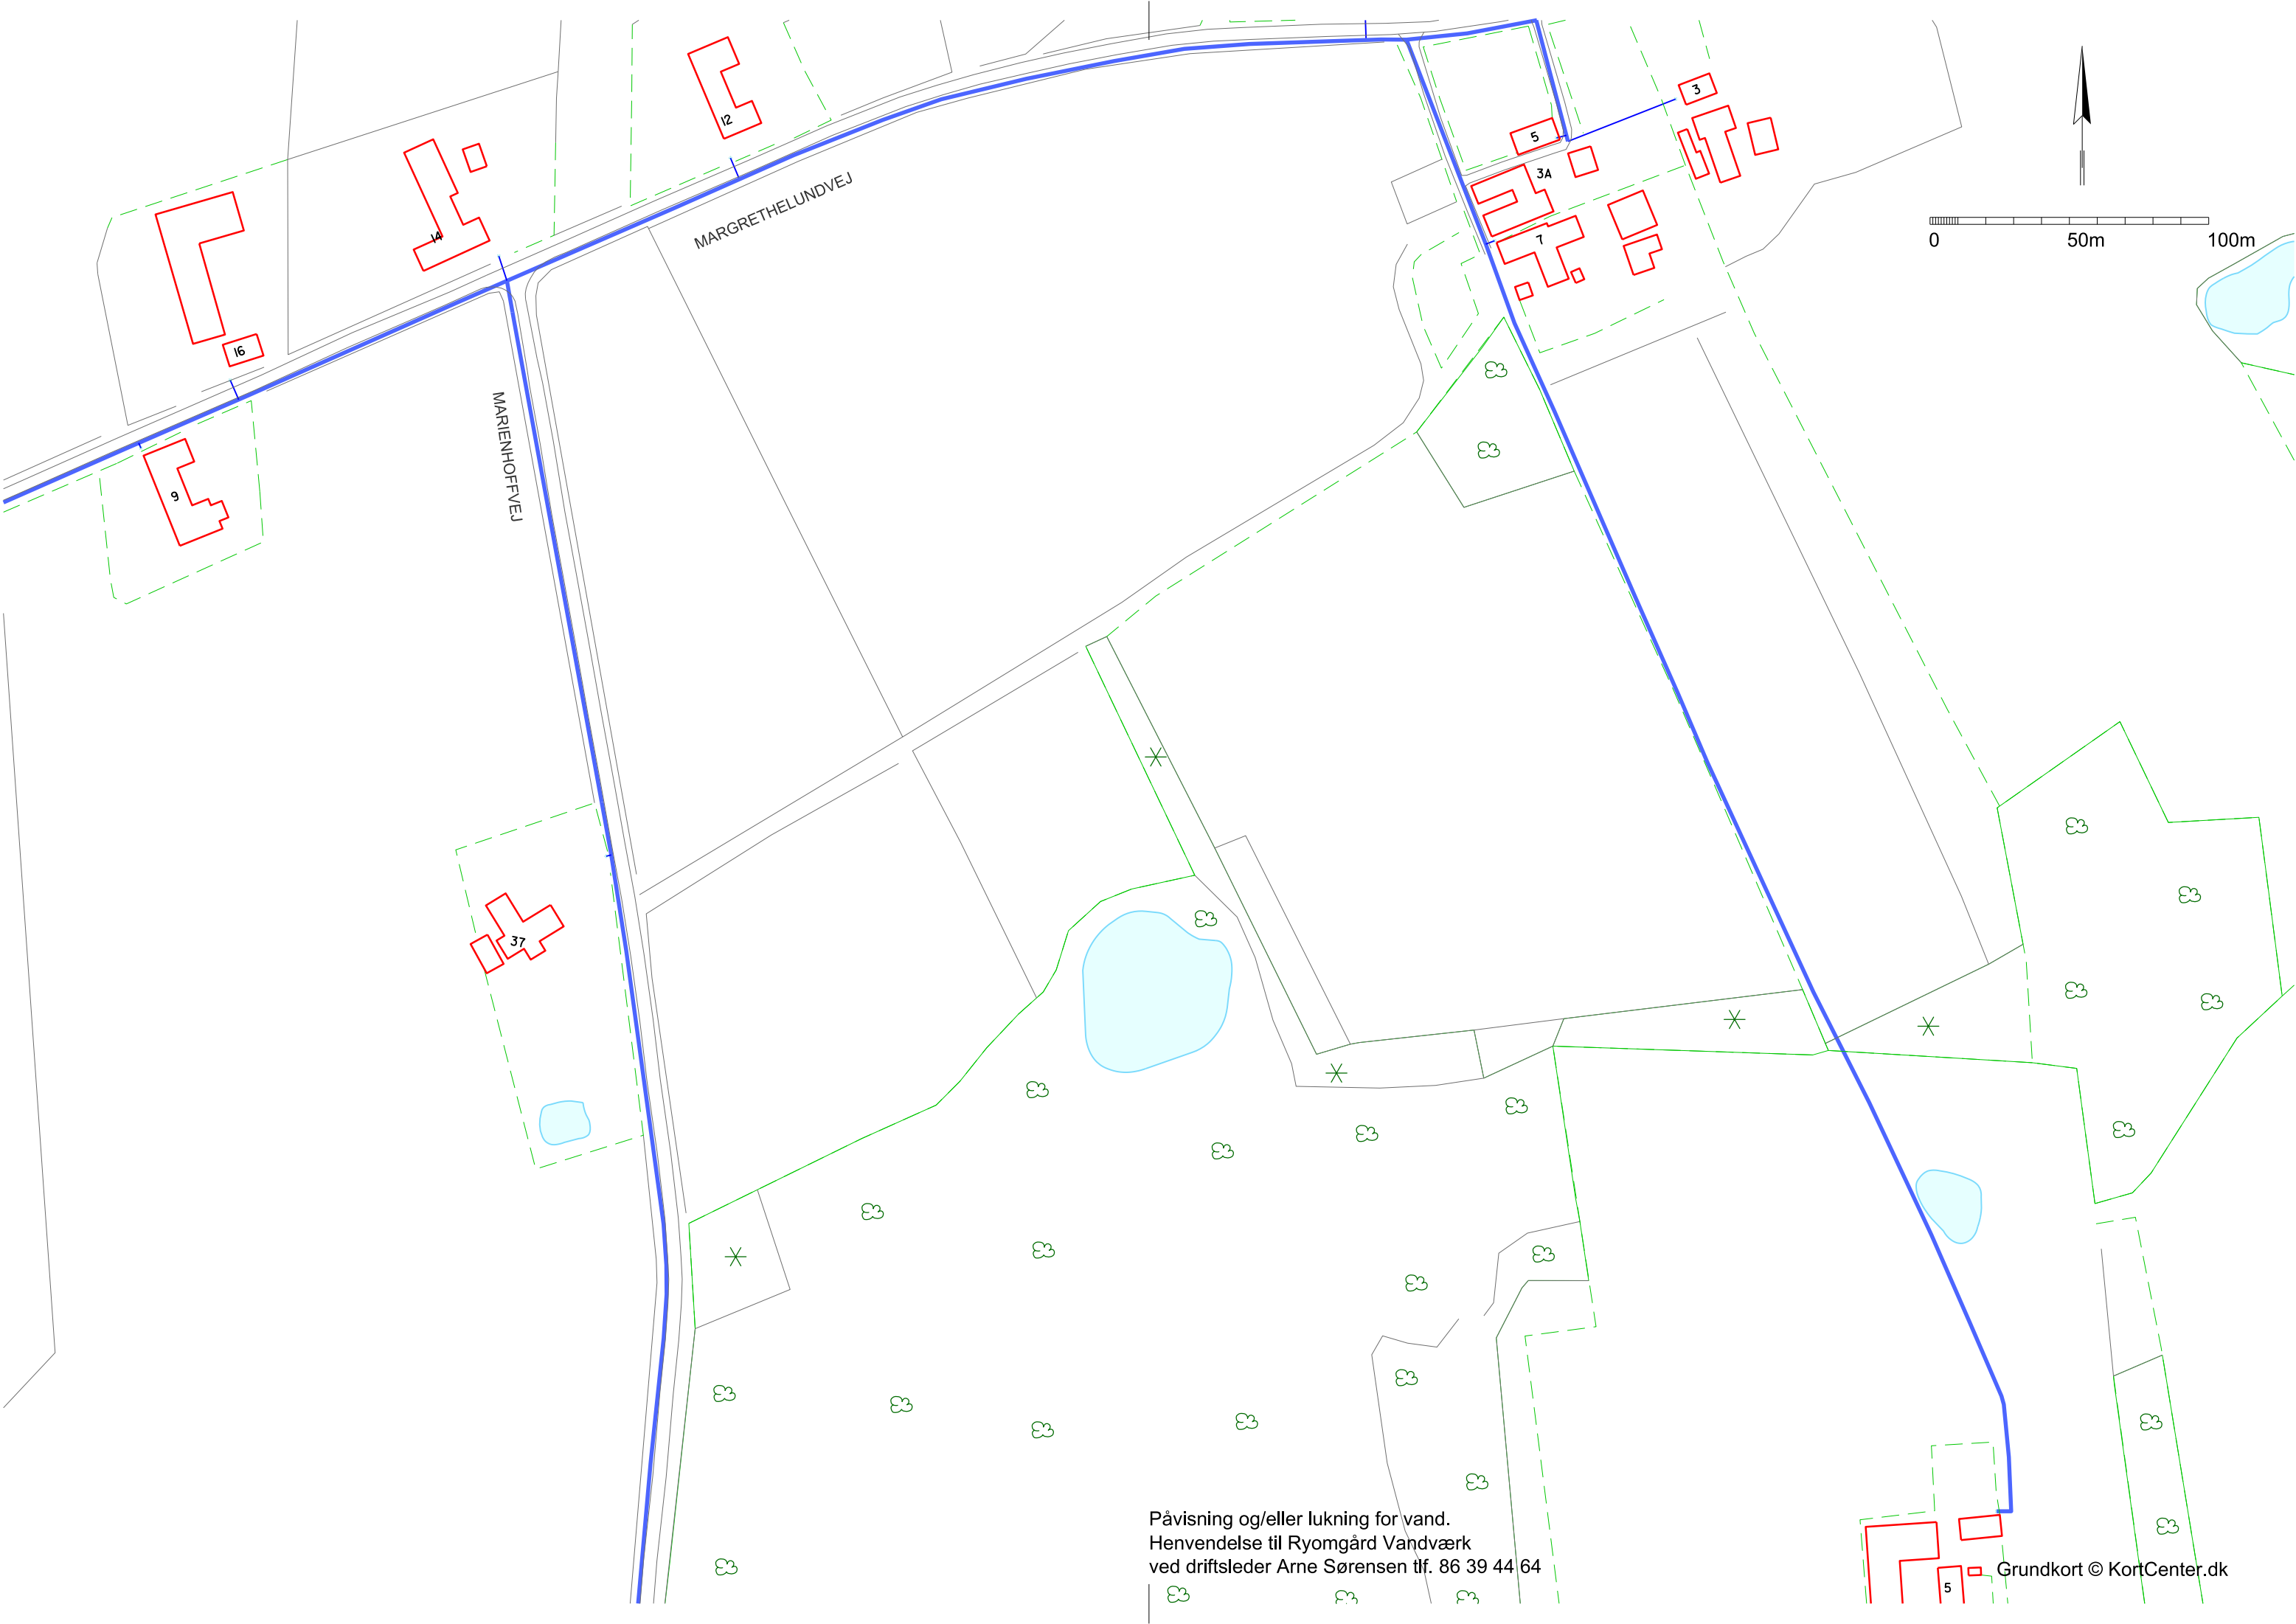 12
3
5
3A
14
MARGRETHELUNDVEJ
7
0 50m 100m
16
MARIENHOFFVEJ
9
37
Påvisning og/eller lukning for vand.
Henvendelse til Ryomgård Vandværk
ved driftsleder Arne Sørensen tlf. 86 39 44 64
Grundkort © KortCenter.dk
5